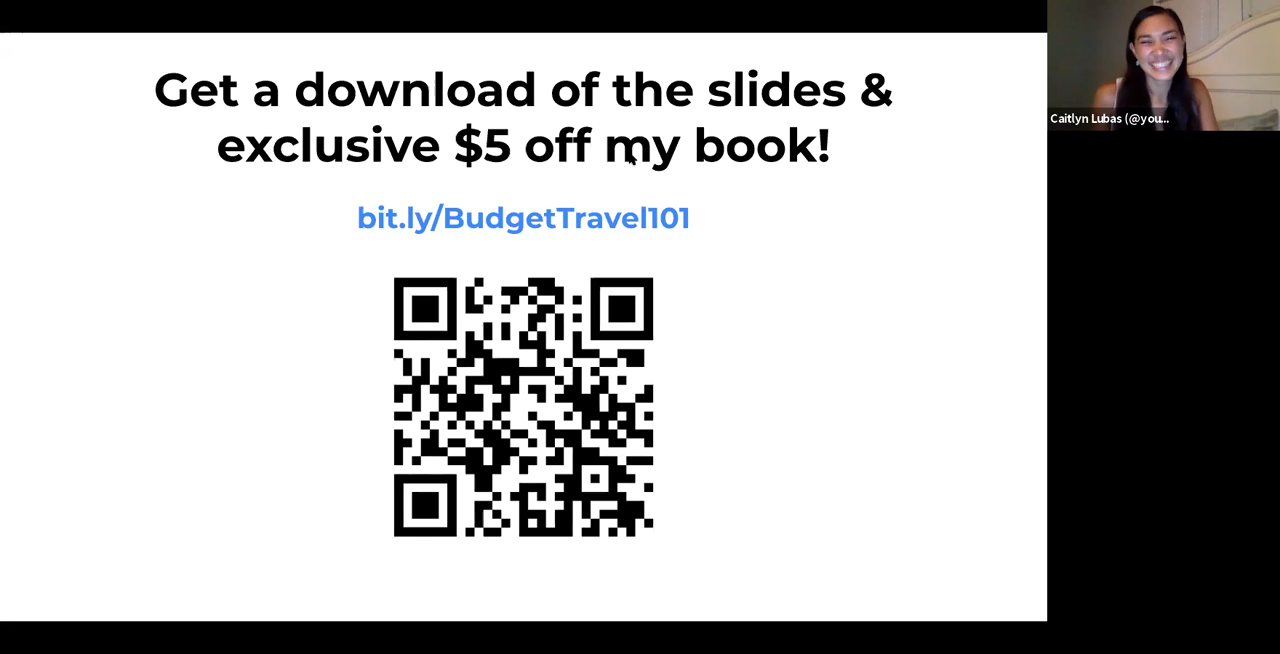 Get a download of the slides &
exclusive $5 off my book!
bit.ly/BudgetTravel101
Caitlyn Lubas (@you...